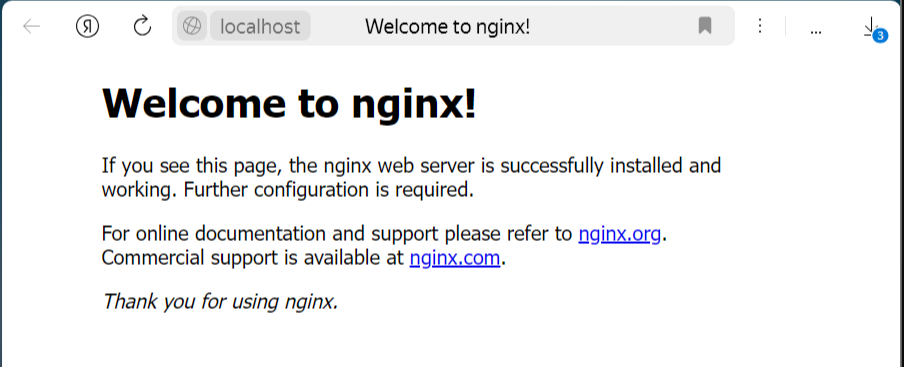 Я localhost Welcome to nginx! ... 3
Welcome to nginx!
If you see this page, the nginx web server is successfully installed and
working. Further configuration is required.
For online documentation and support please refer to nginx.org.
Commercial support is available at nginx.com.
Thank you for using nginx.